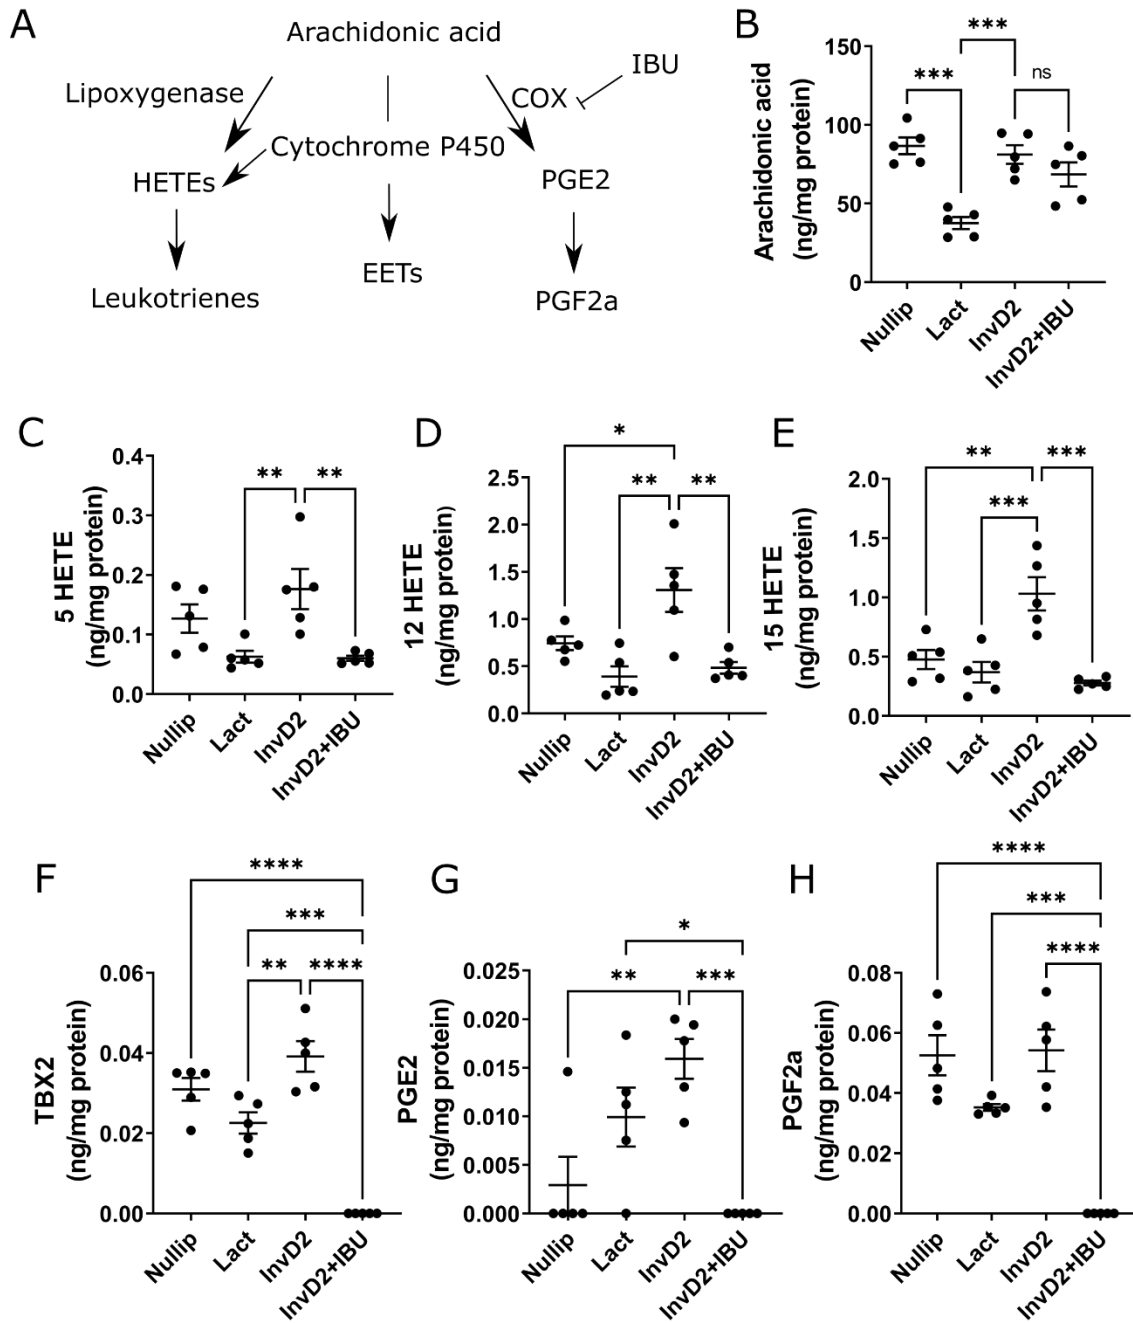 A
Arachidonic acid
IBU
Lipoxygenase
COX
Cytochrome P450
HETEs
PGE2
EETs
Leukotrienes
PGF2a
B
Arachidonic acid
(ng/mg protein)
150
100
50
0
***
***
ns
Nullip
Lact
InvD2
InvD2+IBU
C
5 HETE
(ng/mg protein)
0.4
0.3
0.2
0.1
0.0
**
**
Nullip
Lact
InvD2
InvD2+IBU
D
12 HETE
(ng/mg protein)
2.5
2.0
1.5
1.0
0.5
0.0
*
**
**
Nullip
Lact
InvD2
InvD2+IBU
E
15 HETE
(ng/mg protein)
2.0
1.5
1.0
0.5
0.0
**
***
***
Nullip
Lact
InvD2
InvD2+IBU
F
TBX2
(ng/mg protein)
0.06
0.04
0.02
0.00
****
***
**
****
Nullip
Lact
InvD2
InvD2+IBU
G
PGE2
(ng/mg protein)
0.025
0.020
0.015
0.010
0.005
0.000
*
**
***
Nullip
Lact
InvD2
InvD2+IBU
H
PGF2a
(ng/mg protein)
0.08
0.06
0.04
0.02
0.00
****
***
****
Nullip
Lact
InvD2
InvD2+IBU